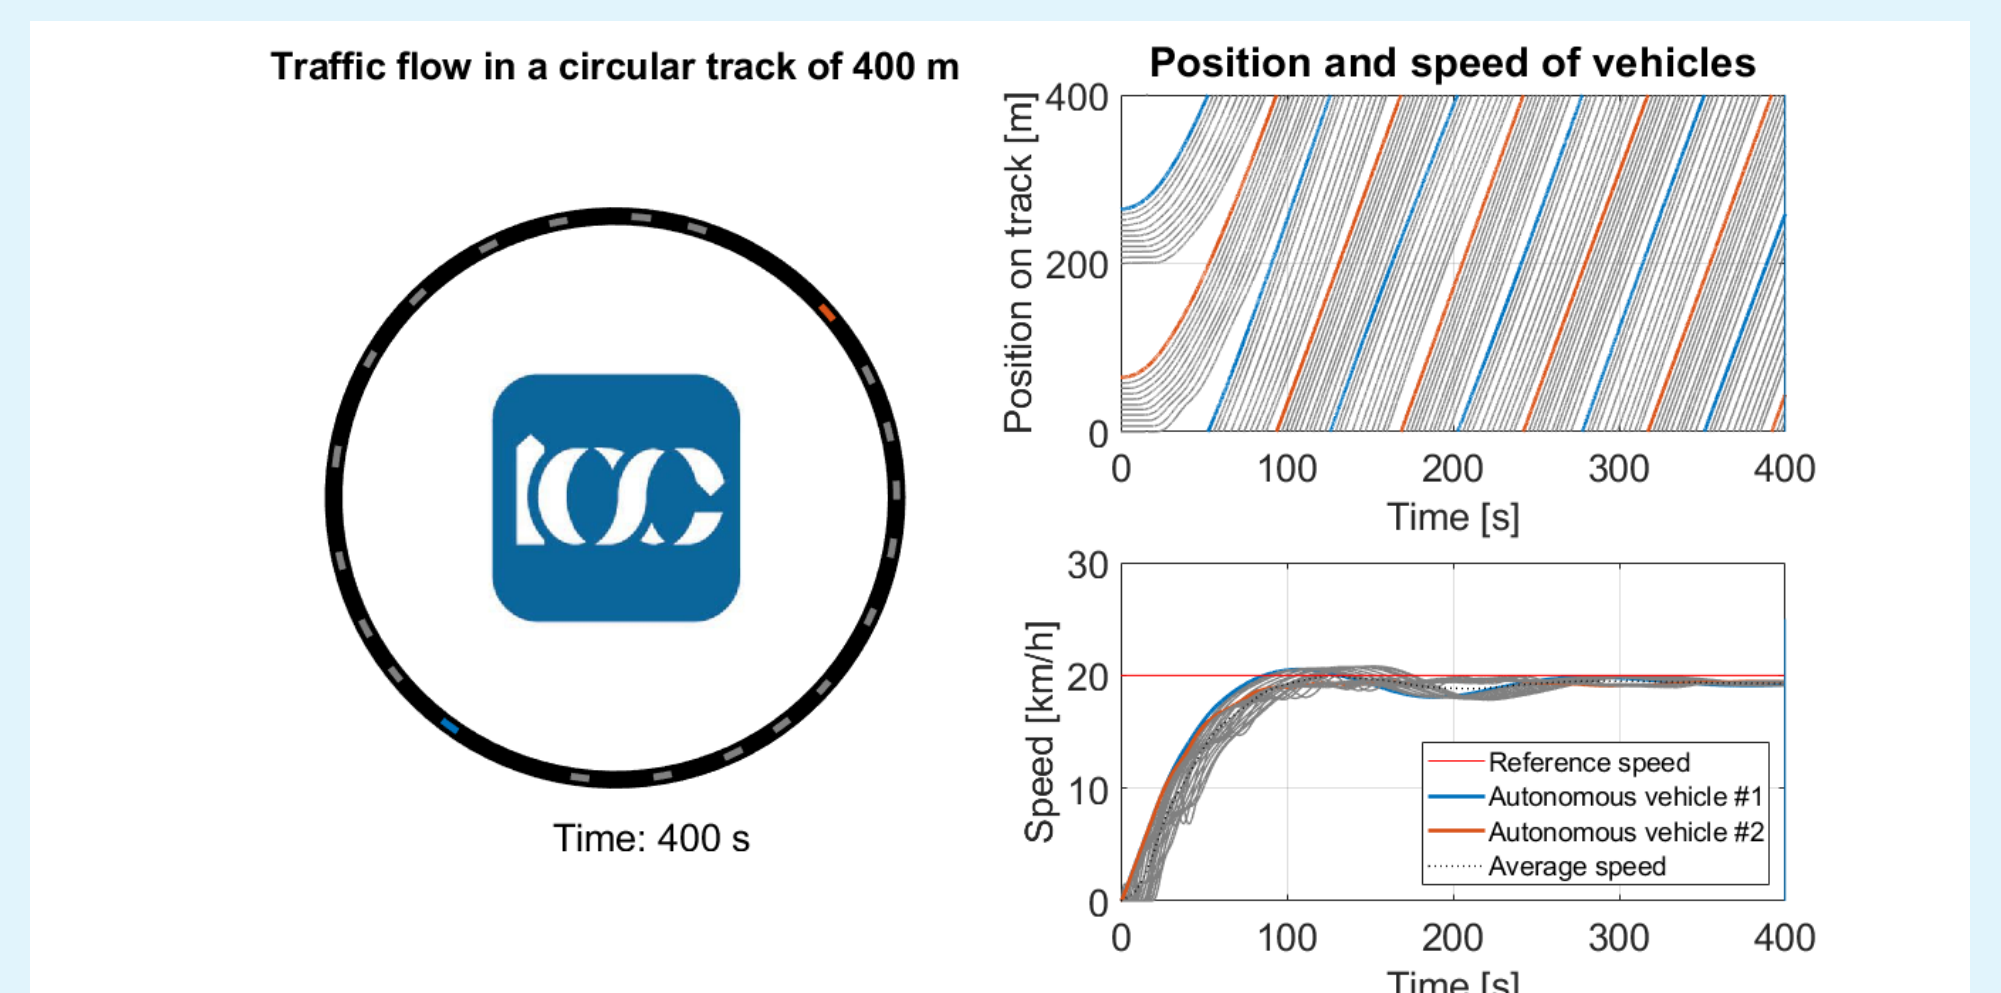 Traffic flow in a circular track of 400 m
Time: 400 s
Position and speed of vehicles
Position on track [m]
400
200
0
0 100 200 300 400
Time [s]
Speed [km/h]
30
20
10
0
Reference speed
Autonomous vehicle #1
Autonomous vehicle #2
Average speed
0 100 200 300 400
Time [s]